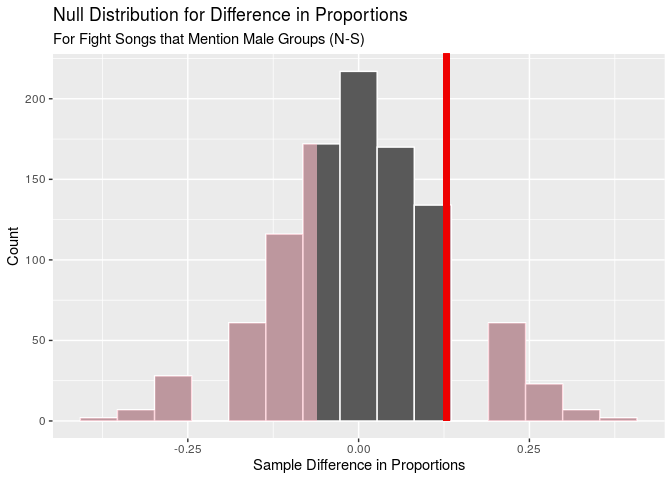 Null Distribution for Difference in Proportions
For Fight Songs that Mention Male Groups (N-S)
200
150
100
50
0
Count
-0.25 0.00 0.25
Sample Difference in Proportions